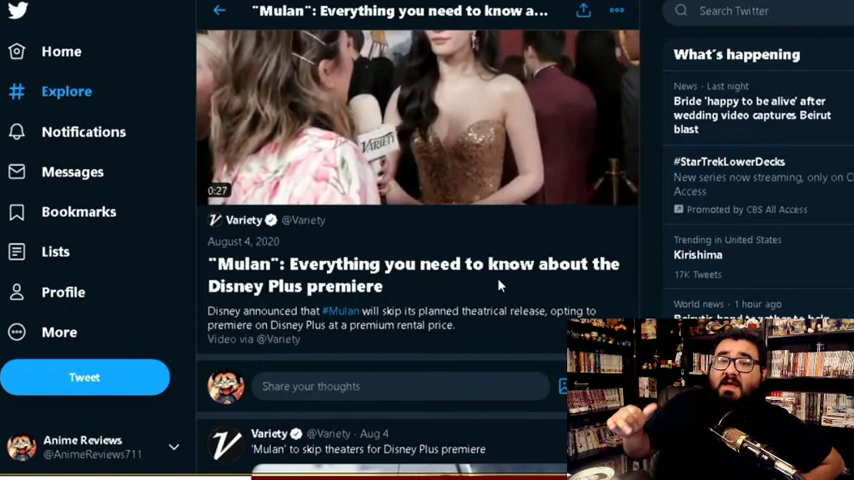 "Mulan": Everything you need to know a...
Search Twitter
Home
Explore
Notifications
Messages
Bookmarks
Lists
Profile
More
Tweet
Anime Reviews
@AnimeReviews711
VARIETY
0:27
Variety @Variety
August 4, 2020
"Mulan": Everything you need to know about the
Disney Plus premiere
Disney announced that #Mulan will skip its planned theatrical release, opting to
premiere on Disney Plus at a premium rental price.
Video via @Variety
Share your thoughts
Variety @Variety · Aug 4
'Mulan' to skip theaters for Disney Plus premiere
What's happening
News · Last night
Bride 'happy to be alive' after
wedding video captures Beirut
blast
#StarTrekLowerDecks
New series now streaming, only on C
Access
Promoted by CBS All Access
Trending in United States
Kirishima
17K Tweets
World news · 1 hour ago